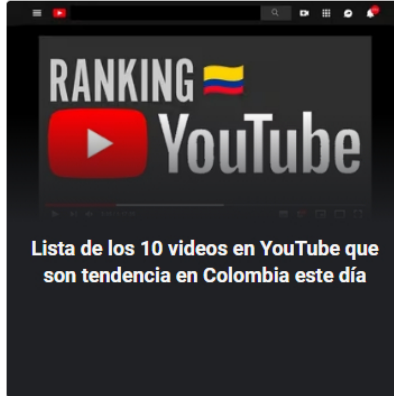 RANKING
YouTube
Lista de los 10 videos en YouTube que
son tendencia en Colombia este día